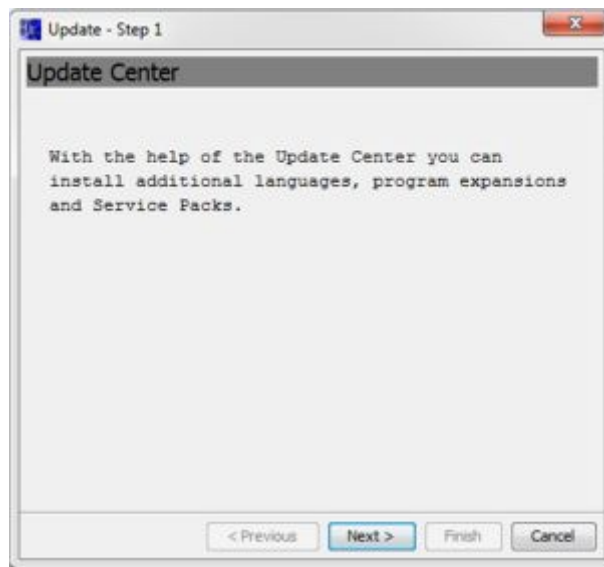 Update - Step 1
Update Center
With the help of the Update Center you can
install additional languages, program expansions
and Service Packs.
< Previous Next > Finish Cancel